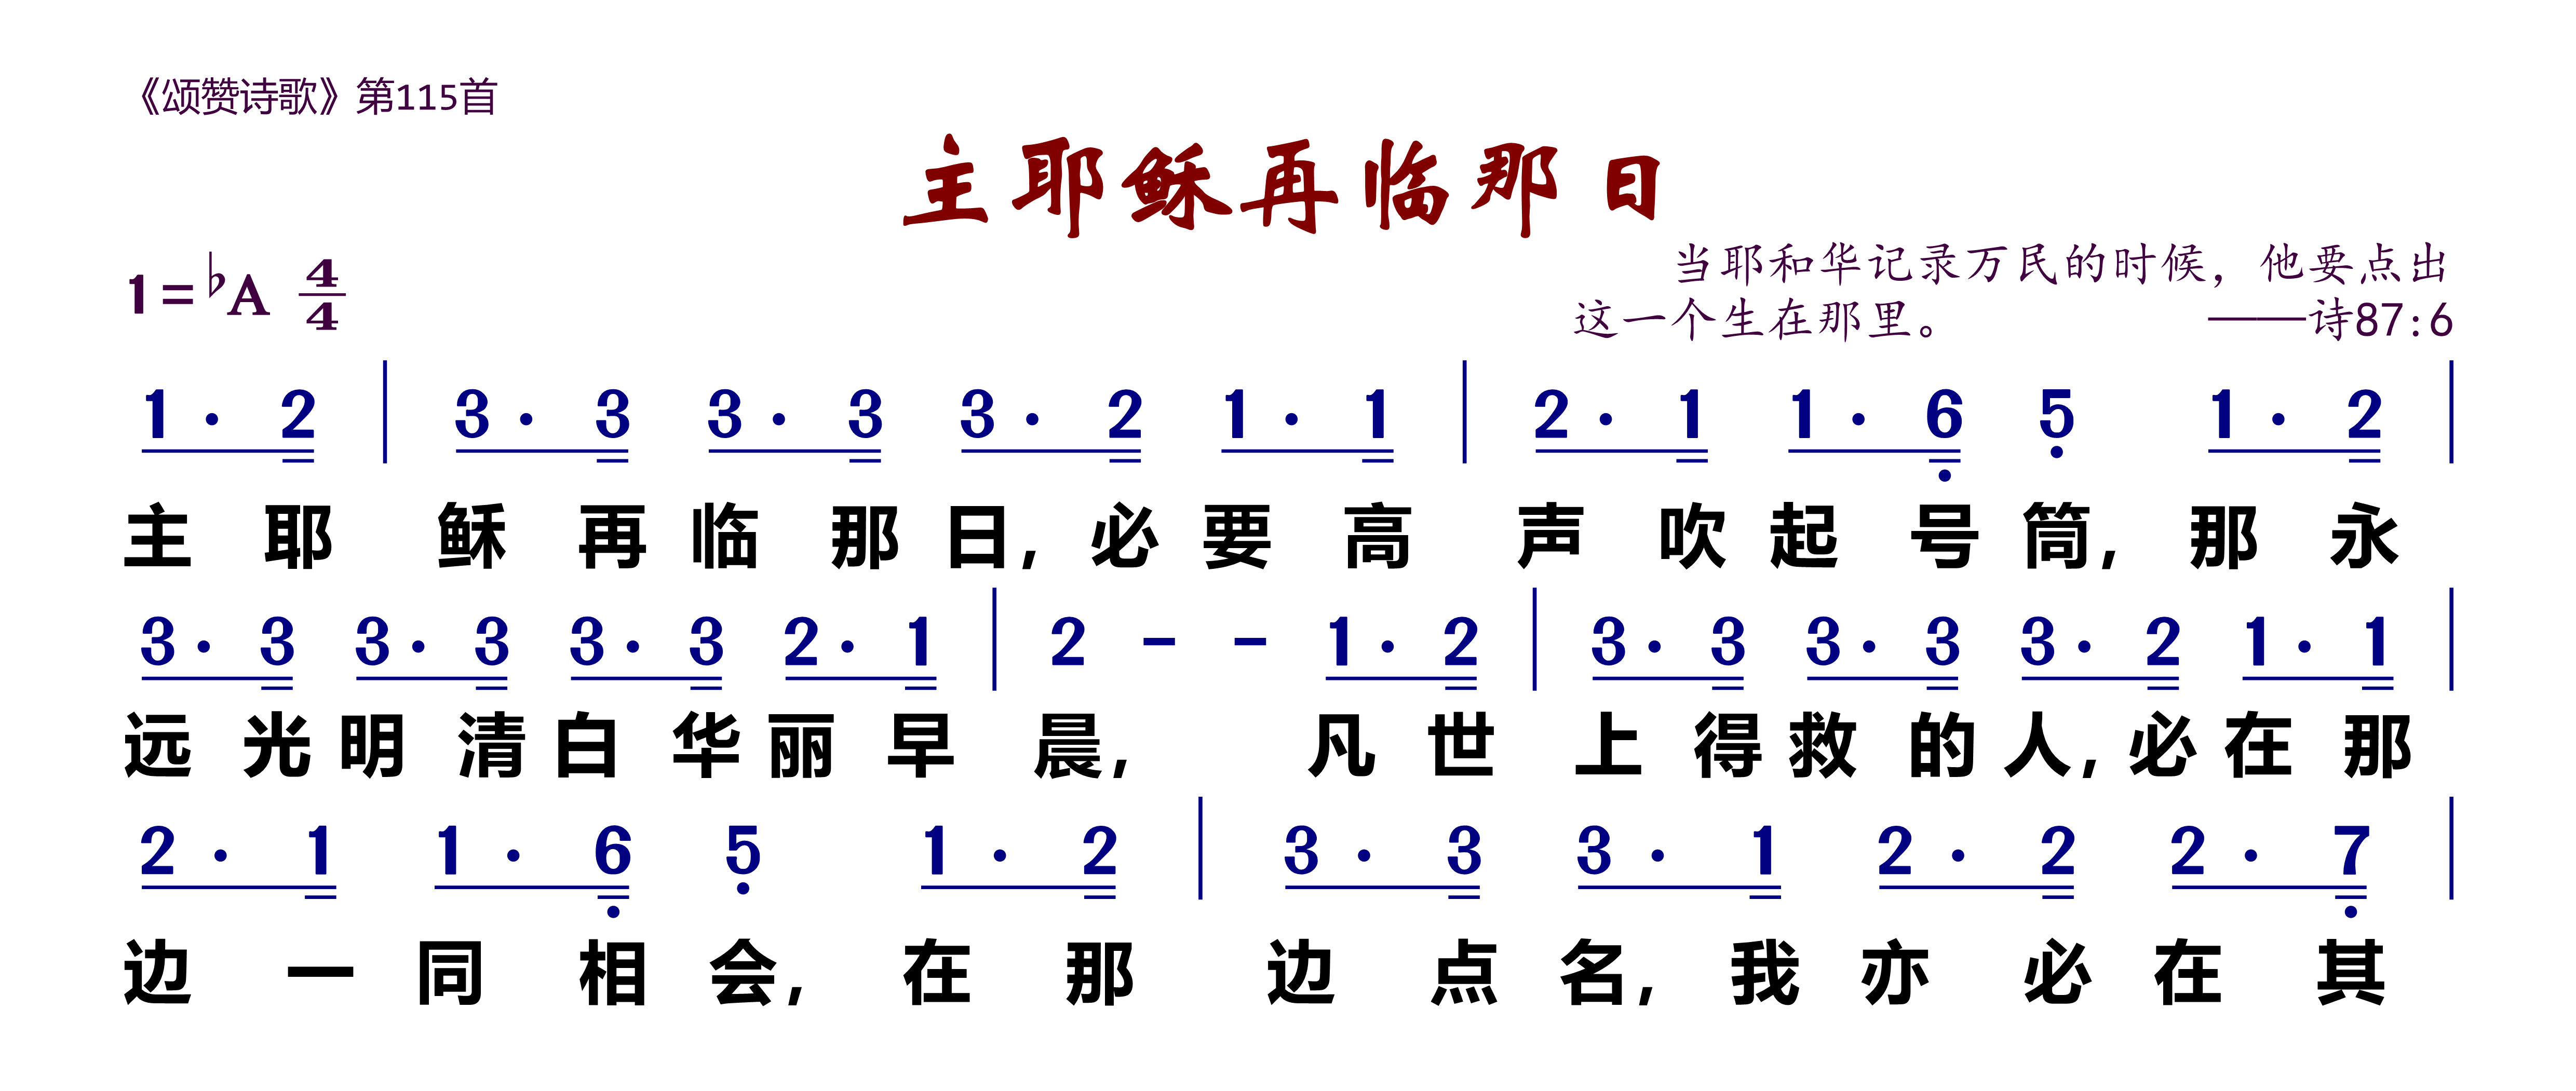 《颂赞诗歌》第115首
主耶稣再临那日
当耶和华记录万民的时候，他要点出
1=♭A 4/4
这一个生在那里。 ——诗87:6
1· 2 | 3· 3 3· 3 3· 2 1· 1 | 2· 1 1· 6̣ 5̣ 1· 2 |
主 耶 稣 再 临 那 日, 必 要 高 声 吹 起 号 筒, 那 永
3· 3 3· 3 3· 3 2· 1 | 2 - - 1· 2 | 3· 3 3· 3 3· 2 1· 1 |
远 光 明 清 白 华 丽 早 晨, 凡 世 上 得 救 的 人, 必 在 那
2· 1 1· 6̣ 5̣ 1· 2 | 3· 3 3· 1 2· 2 2· 7̣ |
边 一 同 相 会, 在 那 边 点 名, 我 亦 必 在 其